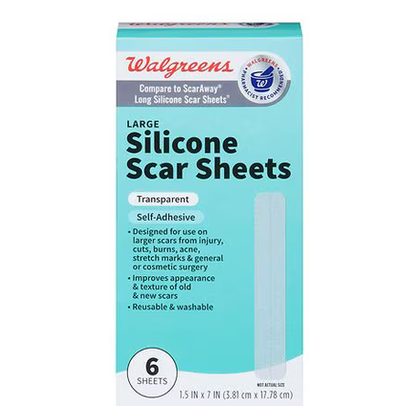 Walgreens
WALGREENS
PHARMACIST RECOMMENDED
W
Compare to ScarAway®
Long Silicone Scar Sheets®
LARGE
Silicone
Scar Sheets
Transparent
Self-Adhesive
• Designed for use on
larger scars from injury,
cuts, burns, acne,
stretch marks & general
or cosmetic surgery
• Improves appearance
& texture of old
& new scars
• Reusable & washable
6
SHEETS
NOT ACTUAL SIZE
1.5 IN x 7 IN (3.81 cm x 17.78 cm)